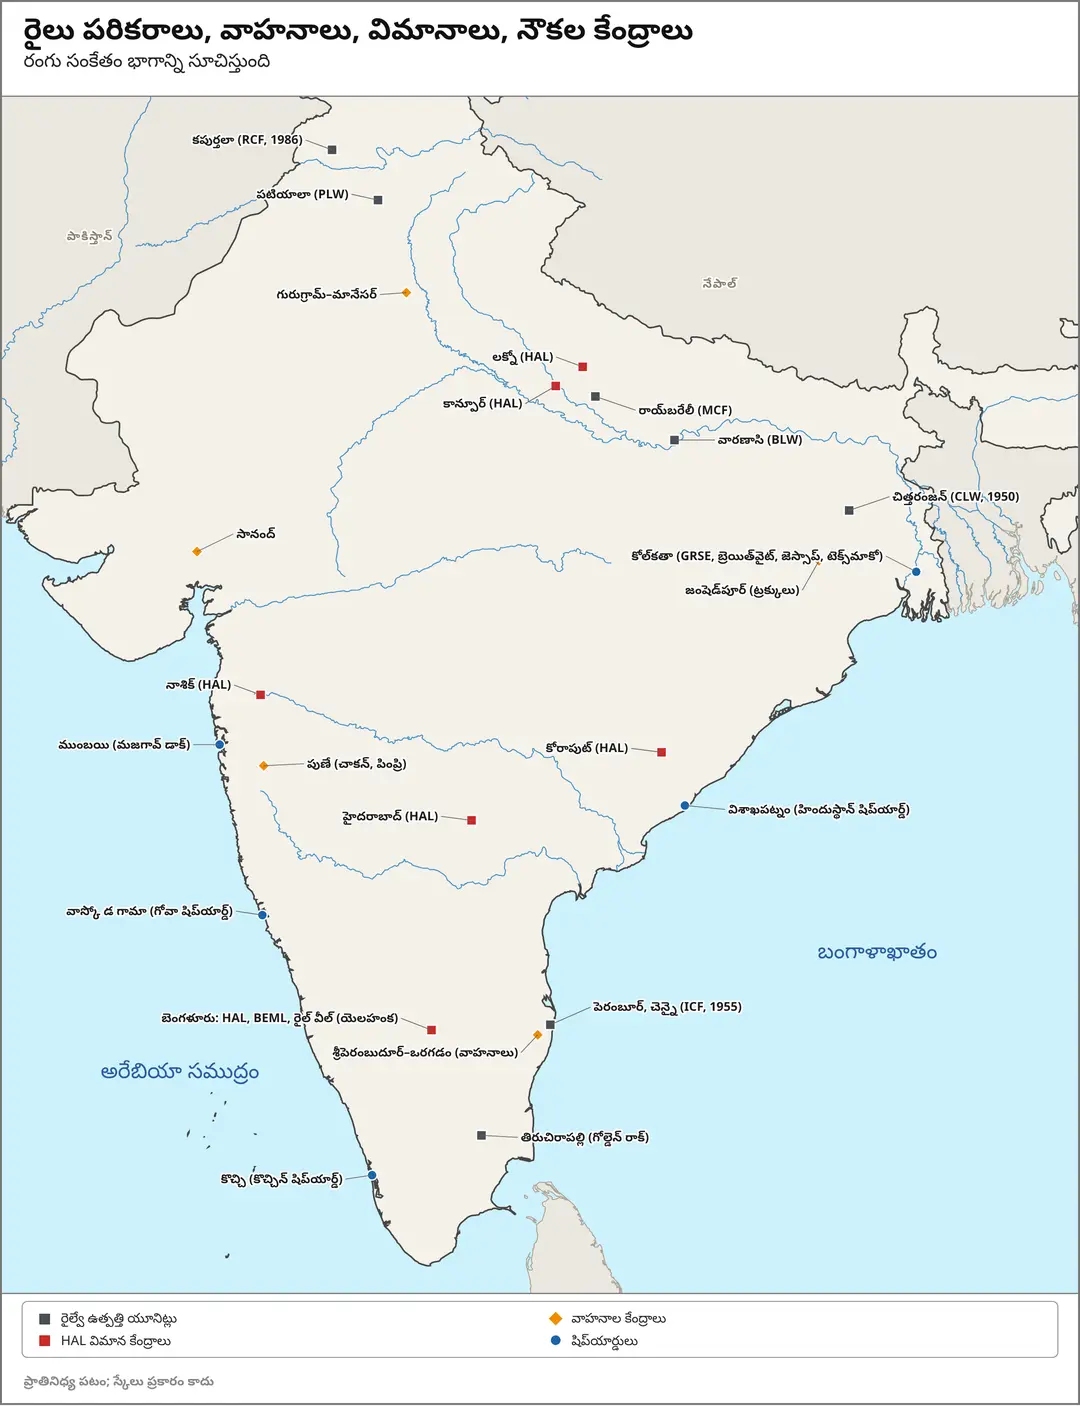 రైలు పరికరాలు, వాహనాలు, విమానాలు, నౌకల కేంద్రాలు
రంగు సంకేతం భాగాన్ని సూచిస్తుంది
కపుర్తలా (RCF, 1986)
పటియాలా (PLW)
పాకిస్తాన్
నేపాల్
గురుగ్రామ్–మానేసర్
లక్నో (HAL)
కాన్పూర్ (HAL)
రాయ్‌బరేలీ (MCF)
వారణాసి (BLW)
చిత్తరంజన్ (CLW, 1950)
సానంద్
కోల్‌కతా (GRSE, బ్రెయిత్‌వైట్, జెస్సాప్, టెక్స్‌మాకో)
జంషెడ్‌పూర్ (ట్రక్కులు)
నాశిక్ (HAL)
ముంబయి (మజగావ్ డాక్)
కోరాపుట్ (HAL)
పుణే (చాకన్, పింప్రి)
విశాఖపట్నం (హిందుస్థాన్ షిప్‌యార్డ్)
హైదరాబాద్ (HAL)
వాస్కో డ గామా (గోవా షిప్‌యార్డ్)
బంగాళాఖాతం
పెరంబూర్, చెన్నై (ICF, 1955)
బెంగళూరు: HAL, BEML, రైల్ వీల్ (యెలహంక)
శ్రీపెరంబుదూర్–ఒరగడం (వాహనాలు)
అరేబియా సముద్రం
తిరుచిరాపల్లి (గోల్డెన్ రాక్)
కొచ్చి (కొచ్చిన్ షిప్‌యార్డ్)
రైల్వే ఉత్పత్తి యూనిట్లు
వాహనాల కేంద్రాలు
HAL విమాన కేంద్రాలు
షిప్‌యార్డులు
ప్రాతినిధ్య పటం; స్కేలు ప్రకారం కాదు